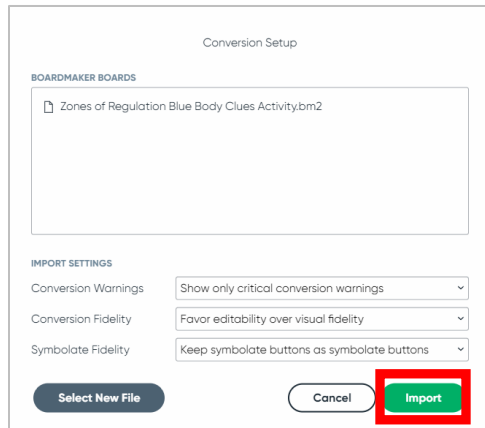 Conversion Setup
BOARDMAKER BOARDS
Zones of Regulation Blue Body Clues Activity.bm2
IMPORT SETTINGS
Conversion Warnings Show only critical conversion warnings
Conversion Fidelity Favor editability over visual fidelity
Symbolate Fidelity Keep symbolate buttons as symbolate buttons
Select New File Cancel Import